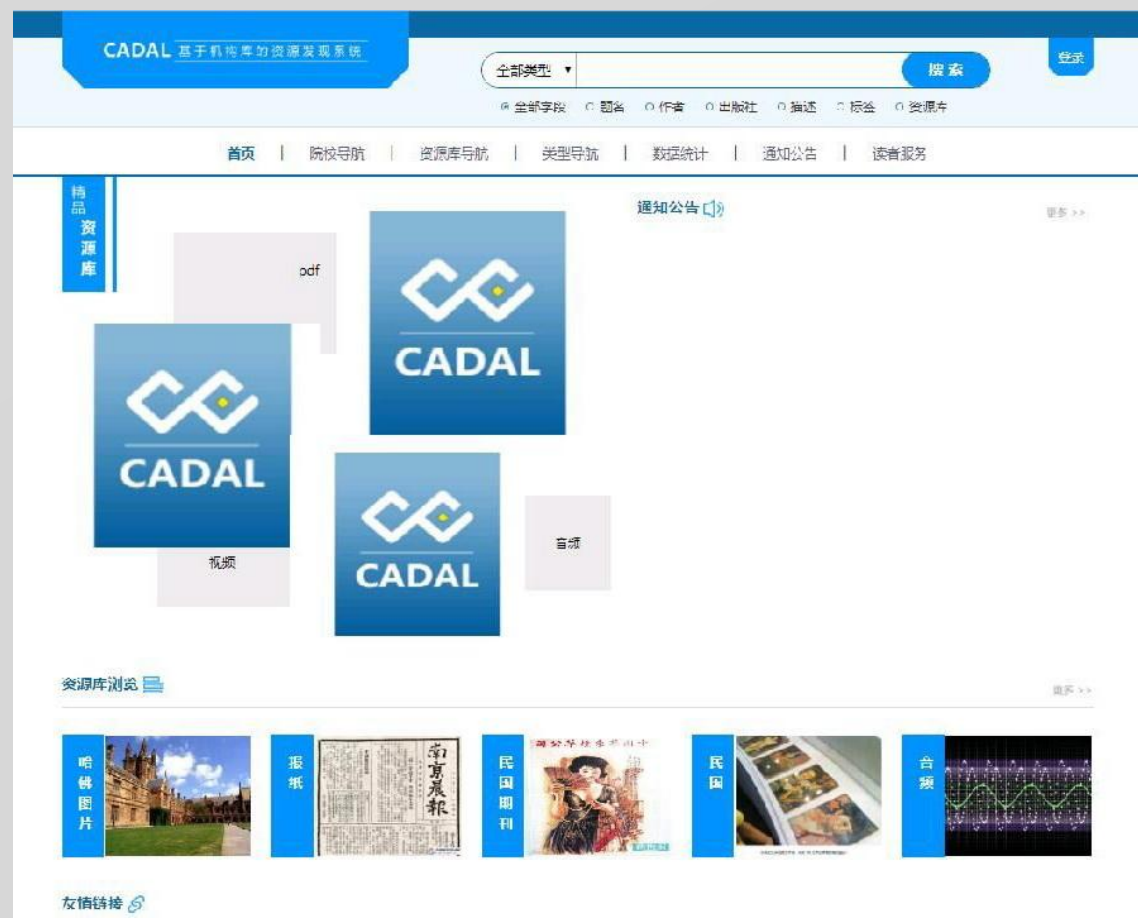 CADAL 基于机构库的资源发现系统
登录
全部类型
搜索
全部字段 题名 作者 出版社 描述 标签 资源库
首页 | 院校导航 | 资源库导航 | 类型导航 | 数据统计 | 通知公告 | 读者服务
精品
资源库
通知公告
更多 >>
pdf
CADAL
CADAL
视频
CADAL
音频
资源库浏览
更多 >>
哈佛图片
报纸
南京晨報
民国期刊
民国
音频
友情链接